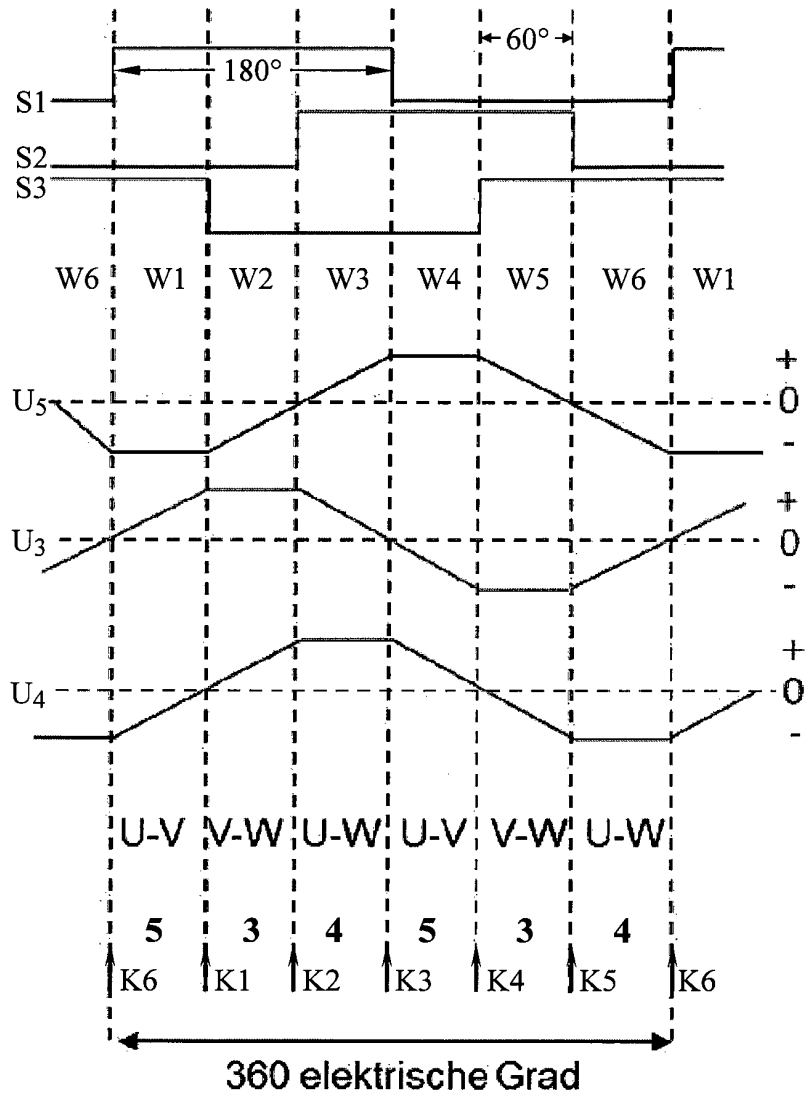 60°
180°
S1
S2
S3
W6 W1 W2 W3 W4 W5 W6 W1
+
U5 0
-
+
U3 0
-
+
U4 0
-
U-V V-W U-W U-V V-W U-W
5 3 4 5 3 4
K6 K1 K2 K3 K4 K5 K6
360 elektrische Grad